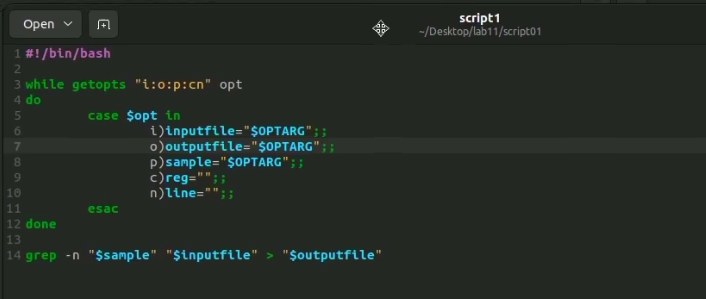 Open
script1
~/Desktop/lab11/script01
1 #!/bin/bash
2
3 while getopts "i:o:p:cn" opt
4 do
5 case $opt in
6 i)inputfile="$OPTARG";;
7 o)outputfile="$OPTARG";;
8 p)sample="$OPTARG";;
9 c)reg="";;
10 n)line="";;
11 esac
12 done
13
14 grep -n "$sample" "$inputfile" > "$outputfile"